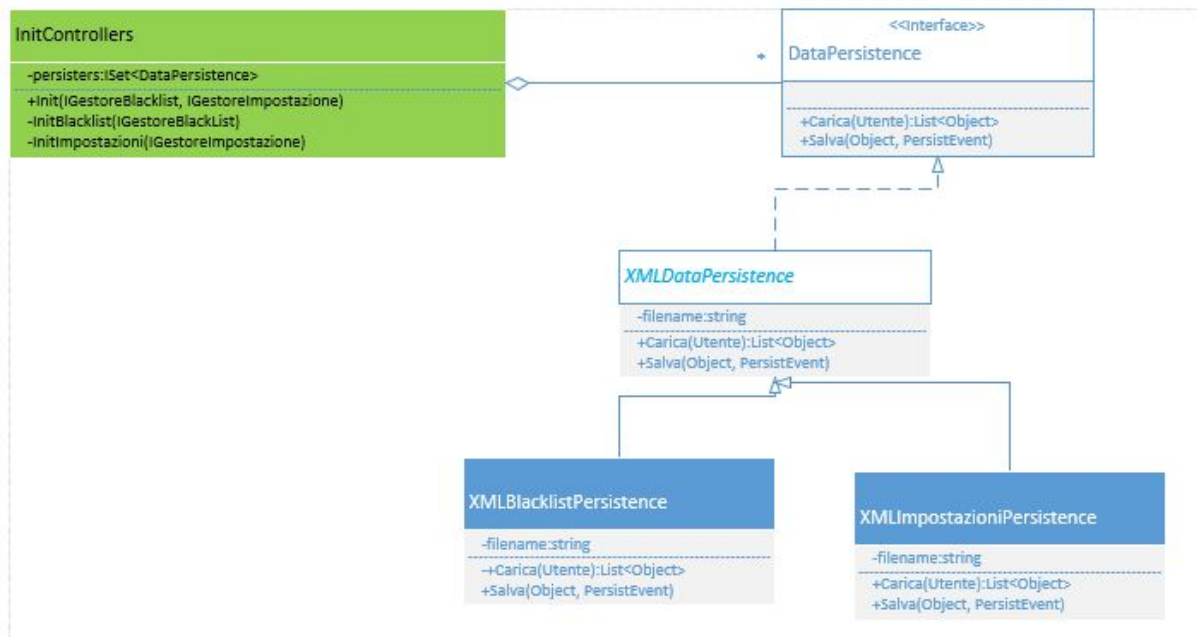 InitControllers
-persisters:ISet<DataPersistence>
+Init(IGestoreBlacklist, IGestoreImpostazione)
-InitBlacklist(IGestoreBlackList)
-InitImpostazioni(IGestoreImpostazione)
*
<<Interface>>
DataPersistence
+Carica(Utente):List<Object>
+Salva(Object, PersistEvent)
XMLDataPersistence
-filename:string
+Carica(Utente):List<Object>
+Salva(Object, PersistEvent)
XMLBlacklistPersistence
-filename:string
-+Carica(Utente):List<Object>
+Salva(Object, PersistEvent)
XMLImpostazioniPersistence
-filename:string
+Carica(Utente):List<Object>
+Salva(Object, PersistEvent)